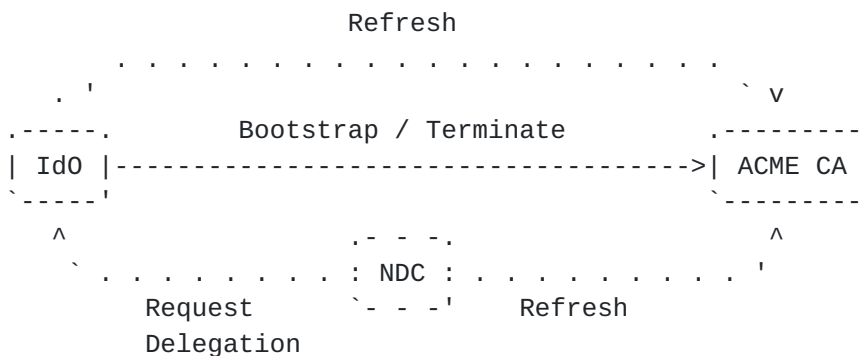 Refresh
Bootstrap / Terminate
IdO
ACME CA
NDC
Request
Refresh
Delegation